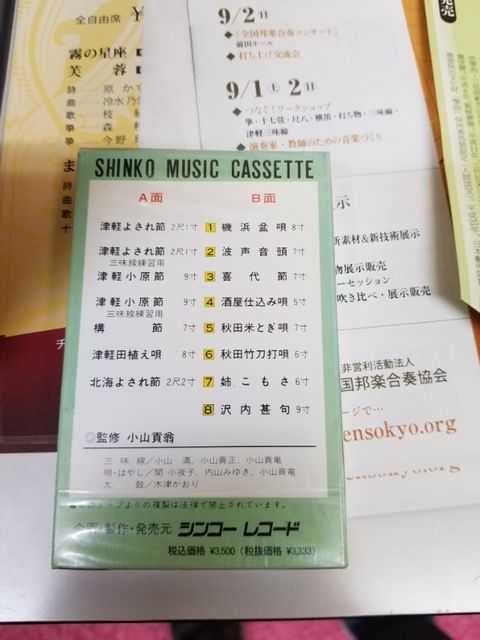 全自由席
霧の星座
芙蓉
9/2㊐
◆「全国邦楽合奏コンサート」
前田ホール
◆打ち上げ交流会
9/1㊏ 2㊐
◆つなぐ!ワークショップ
箏・十七弦・尺八・横笛・打ち物・三味線・
津軽三味線
◆演奏家・教師のための音楽づくり
SHINKO MUSIC CASSETTE
A面 B面
津軽よされ節 2尺1寸 1 磯浜盆唄 8寸
津軽よされ節 2尺1寸 2 波声音頭 7寸
三味線練習用
津軽小原節 9寸 3 喜代節 7寸
津軽小原節 9寸 4 酒屋仕込み唄 5寸
三味線練習用
構節 7寸 5 秋田米とぎ唄 7寸
津軽田植え唄 8寸 6 秋田竹刀打唄 6寸
北海よされ節 2尺2寸 7 姉こもさ 6寸
8 沢内甚句 9寸
◎監修 小山貢翁
三味線/小山 満、小山貢正、小山貢竜
唄・はやし/間 小夜子、内山みゆき、小山貢竜
太鼓/木津かおり
●このテープよりの複製は法律で禁止されています。
企画・製作・発売元 シンコー レコード
税込価格 ¥3,500(税抜価格 ¥3,333)
示
新素材&新技術展示
物展示販売
ーセッション
吹き比べ・展示販売
非営利活動法人
国邦楽合奏協会
ージで…
ensokyo.org